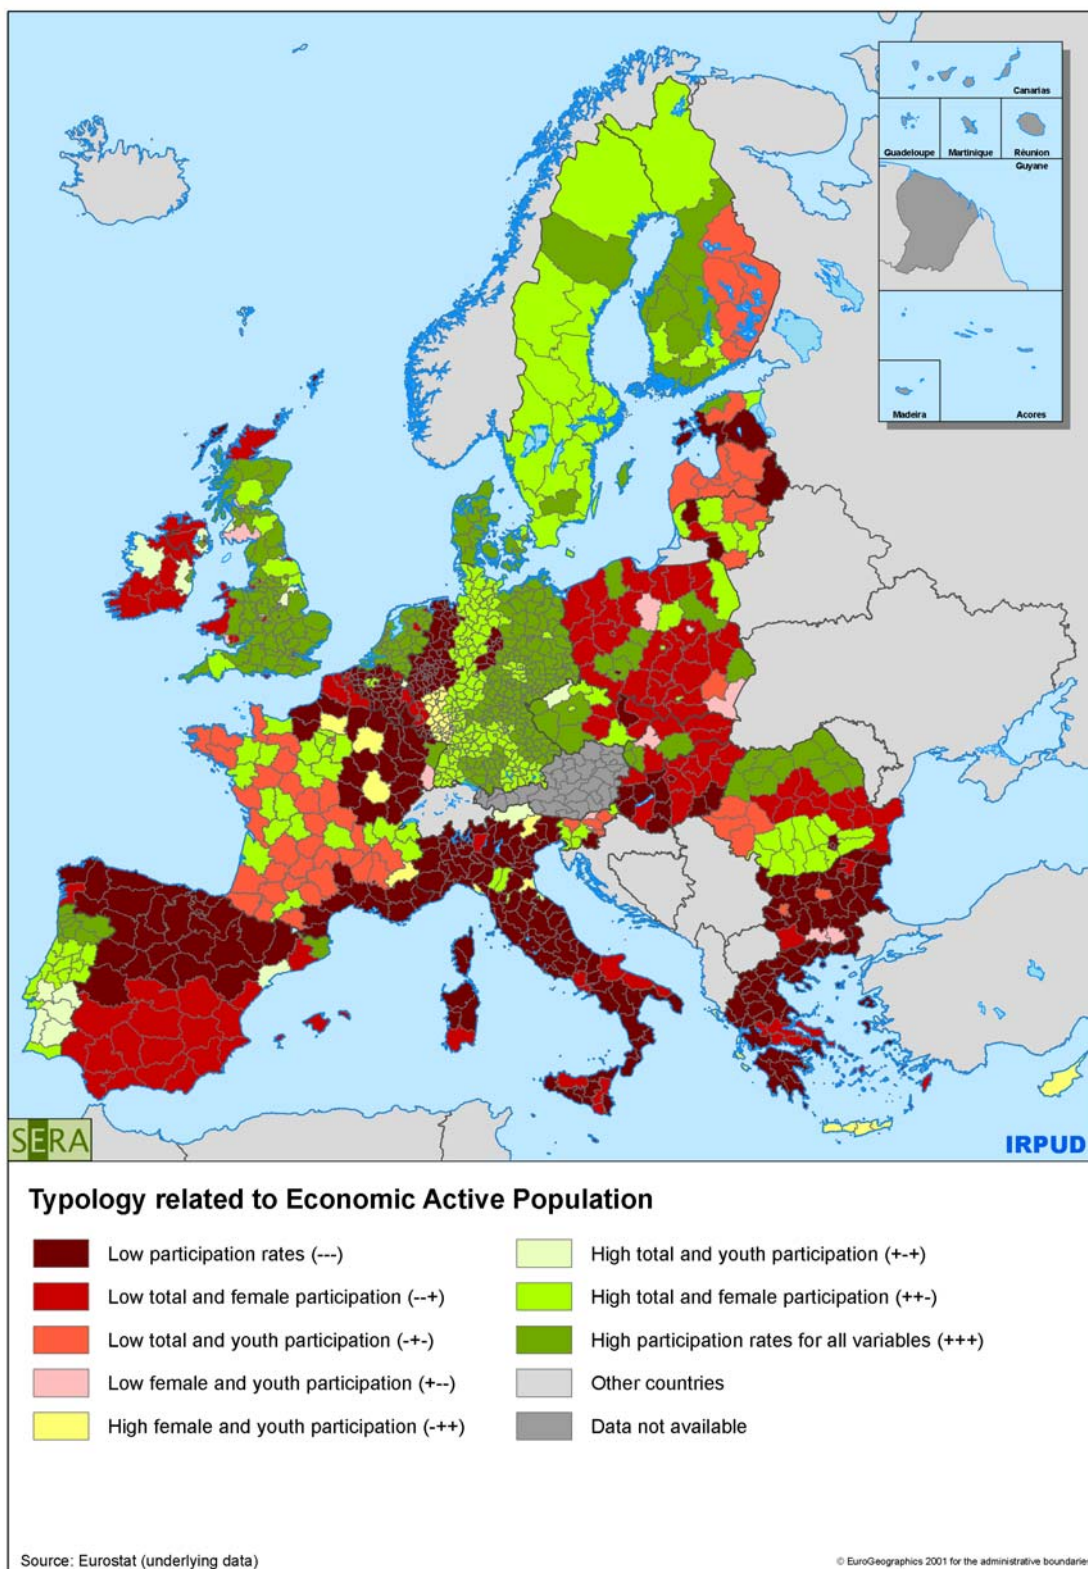 Canarias
Guadeloupe
Martinique
Réunion
Guyane
Madeira
Acores
SERA
IRPUD
Typology related to Economic Active Population
Low participation rates (---)
Low total and female participation (--+)
Low total and youth participation (-+-)
Low female and youth participation (+--)
High female and youth participation (-++)
High total and youth participation (+-+)
High total and female participation (++-)
High participation rates for all variables (+++)
Other countries
Data not available
Source: Eurostat (underlying data)
© EuroGeographics 2001 for the administrative boundaries